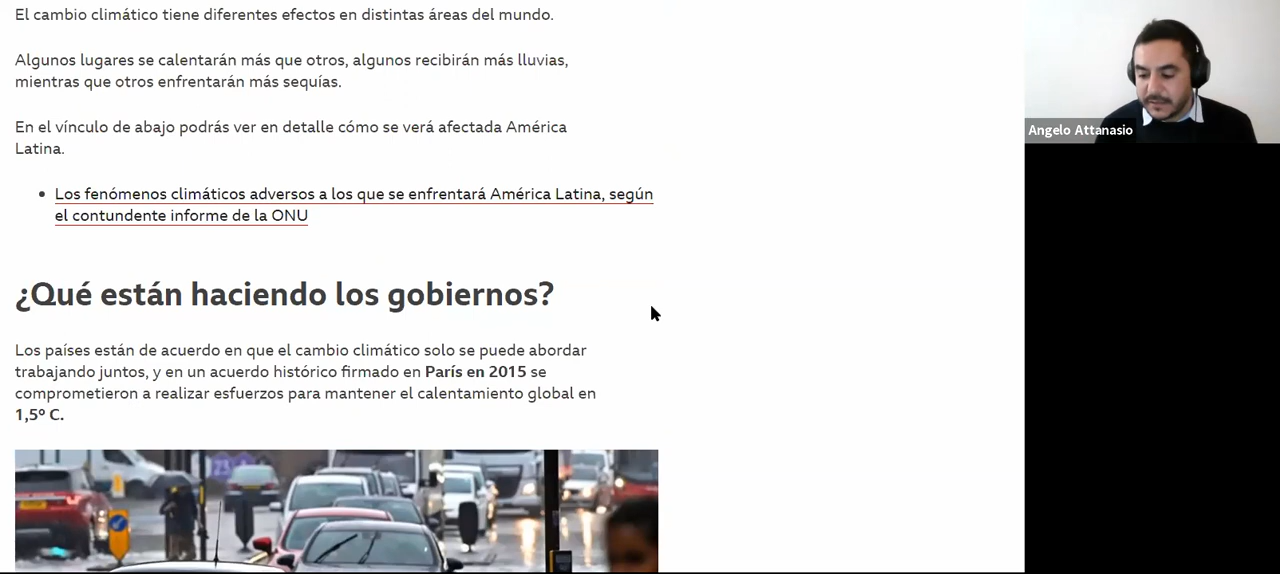 El cambio climático tiene diferentes efectos en distintas áreas del mundo.
Algunos lugares se calentarán más que otros, algunos recibirán más lluvias,
mientras que otros enfrentarán más sequías.
En el vínculo de abajo podrás ver en detalle cómo se verá afectada América
Latina.
Los fenómenos climáticos adversos a los que se enfrentará América Latina, según
el contundente informe de la ONU
¿Qué están haciendo los gobiernos?
Los países están de acuerdo en que el cambio climático solo se puede abordar
trabajando juntos, y en un acuerdo histórico firmado en París en 2015 se
comprometieron a realizar esfuerzos para mantener el calentamiento global en
1,5º C.
Angelo Attanasio